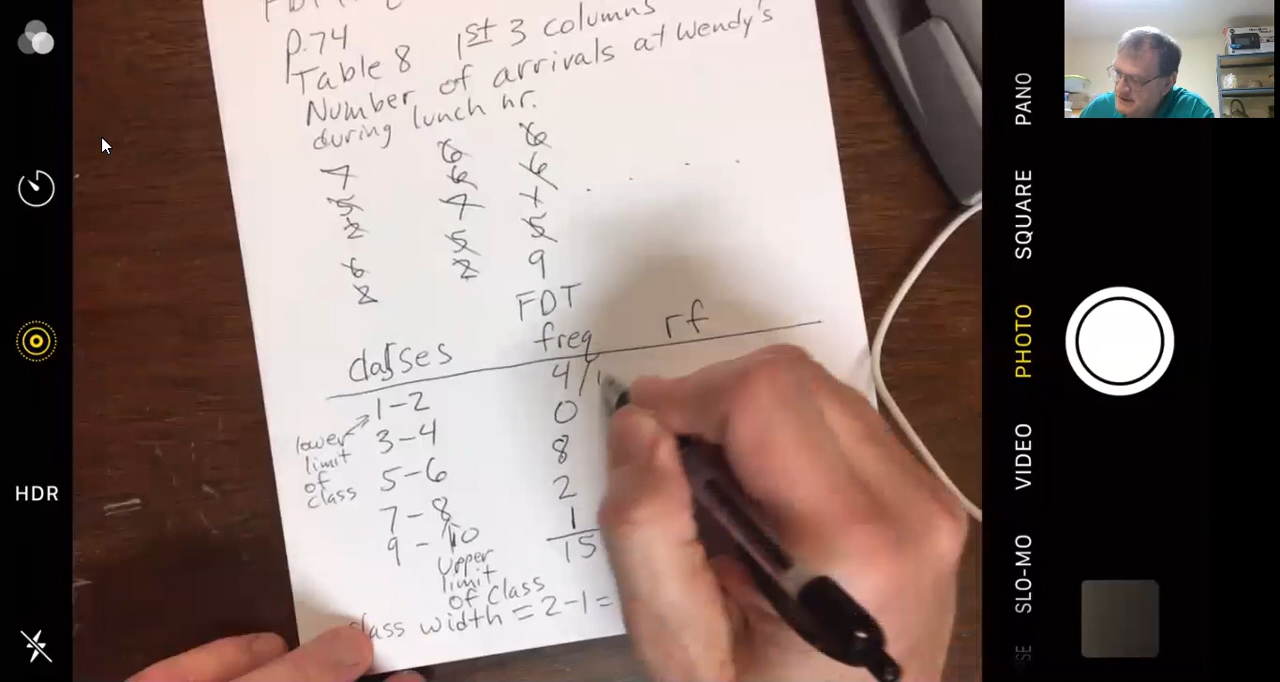 p.74
Table 8 1st 3 columns
Number of arrivals at Wendy's
during lunch hr.
7 6 6
5 6 6
2 7
6 5 5
2 2 9
FDT
classes freq rf
1-2 4/1
3-4 0
5-6 8
7-8 2
9-10 1
15
lower
limit
of
class
upper
limit
of class
class width = 2-1=
HDR
PANO
SQUARE
PHOTO
VIDEO
SLO-MO
SE